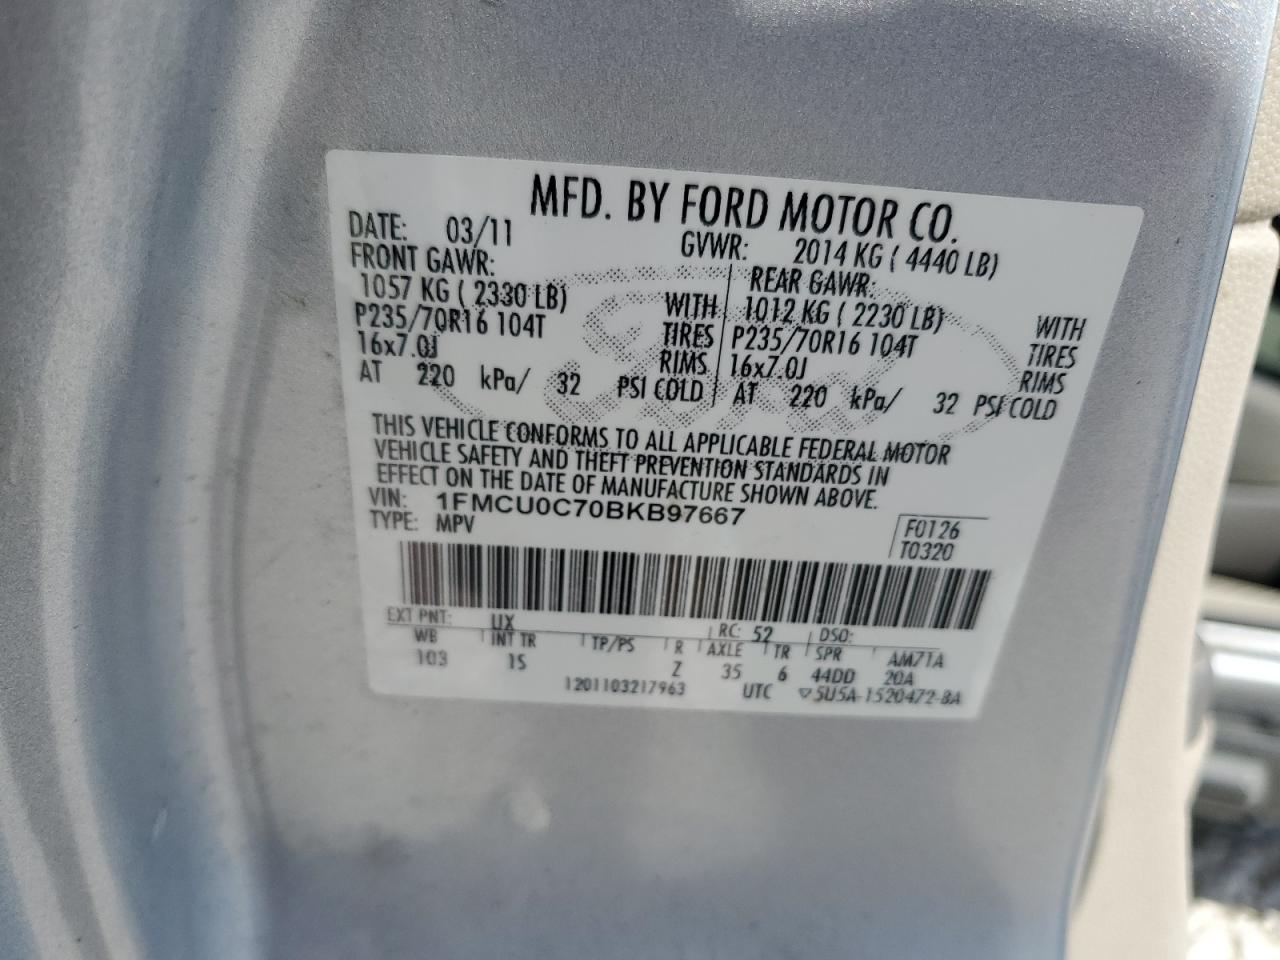 MFD. BY FORD MOTOR CO.
DATE: 03/11 GVWR: 2014 KG ( 4440 LB)
FRONT GAWR: REAR GAWR:
1057 KG ( 2330 LB) WITH 1012 KG ( 2230 LB) WITH
P235/70R16 104T TIRES P235/70R16 104T TIRES
16x7.0J RIMS 16x7.0J RIMS
AT 220 kPa/ 32 PSI COLD AT 220 kPa/ 32 PSI COLD
THIS VEHICLE CONFORMS TO ALL APPLICABLE FEDERAL MOTOR
VEHICLE SAFETY AND THEFT PREVENTION STANDARDS IN
EFFECT ON THE DATE OF MANUFACTURE SHOWN ABOVE.
VIN: 1FMCU0C70BKB97667
TYPE: MPV
F0126
T0320
EXT PNT: UX RC: 52 DSO:
WB INT TR TP/PS R AXLE TR SPR AM71A
103 1S Z 35 6 44DD 20A
1201103217963 UTC ▽5U5A-1520472-BA